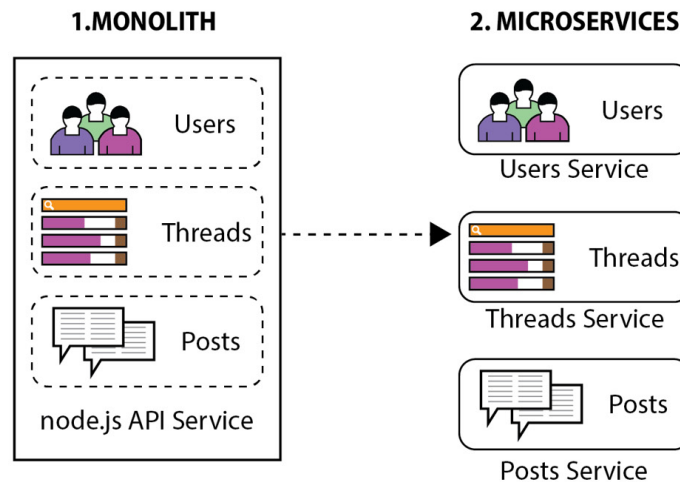 1.MONOLITH
Users
Threads
Posts
node.js API Service
2. MICROSERVICES
Users
Users Service
Threads
Threads Service
Posts
Posts Service